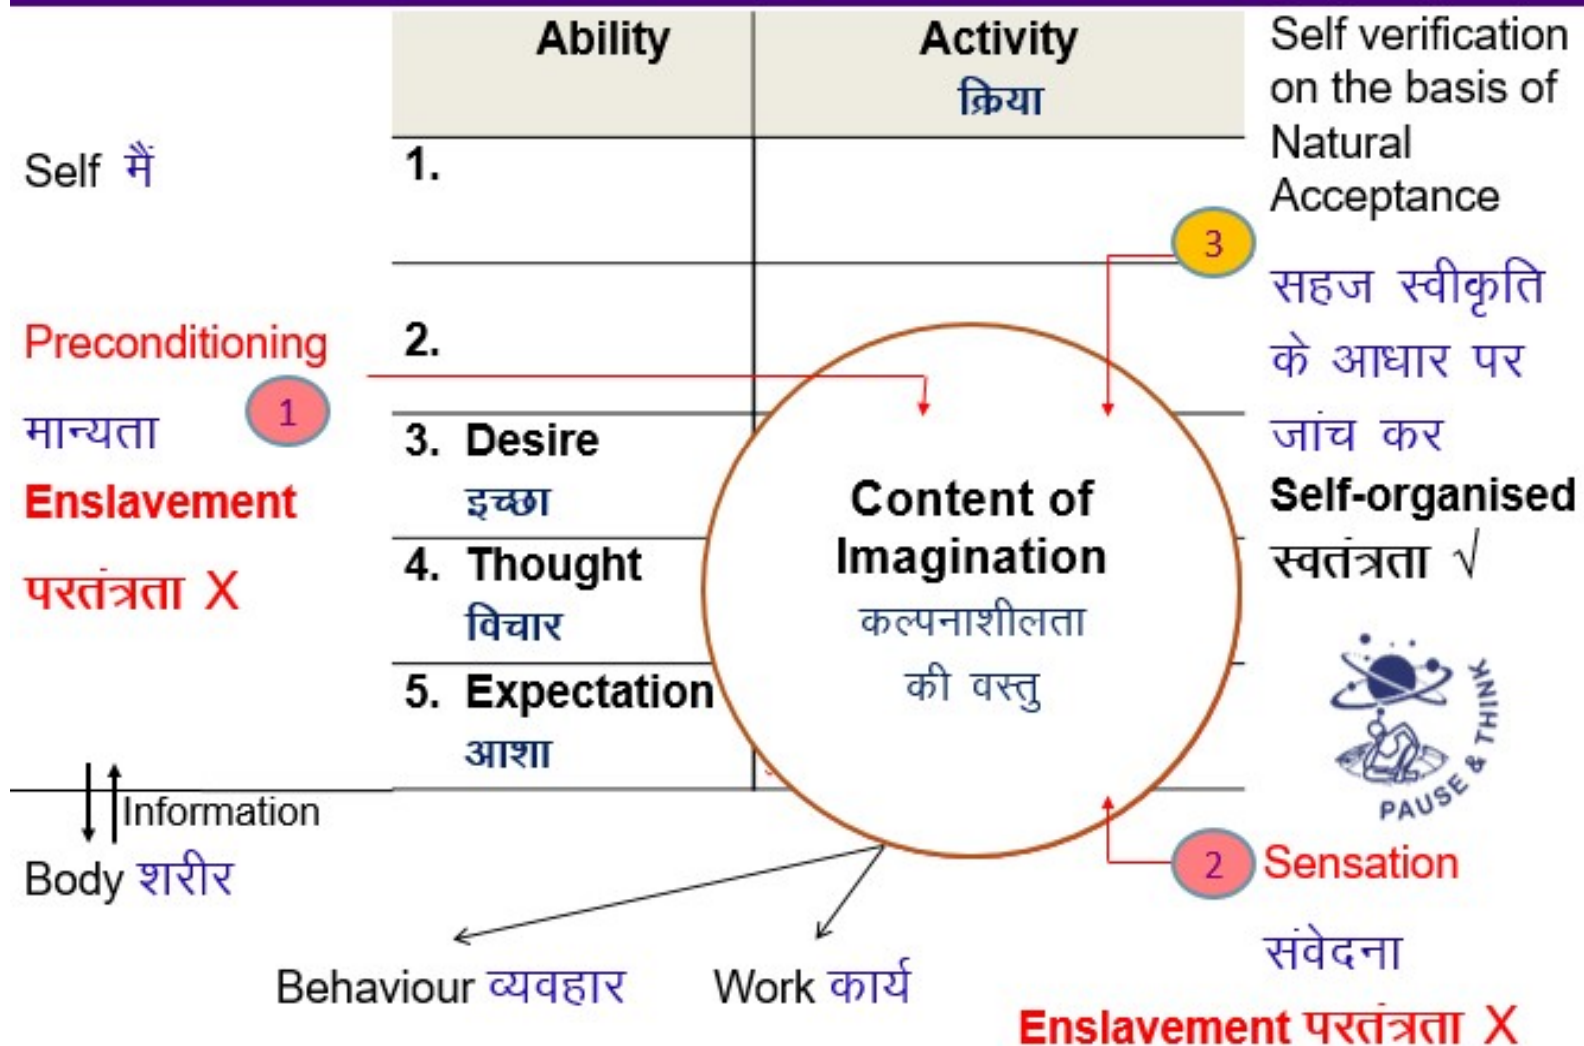 Ability
Activity
क्रिया
Self verification
on the basis of
Natural
Acceptance
Self मैं
1.
3
सहज स्वीकृति
के आधार पर
जांच कर
Self-organised
स्वतंत्रता √
Preconditioning
मान्यता
1
Enslavement
परतंत्रता X
2.
3. Desire
इच्छा
4. Thought
विचार
5. Expectation
आशा
Content of
Imagination
कल्पनाशीलता
की वस्तु
PAUSE & THINK
Information
Body शरीर
2 Sensation
संवेदना
Enslavement परतंत्रता X
Behaviour व्यवहार
Work कार्य